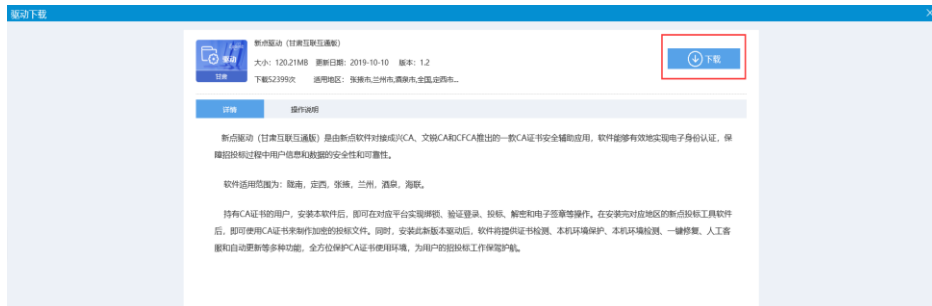 驱动下载
新点驱动（甘肃互联互通版）
大小：120.21MB 更新日期：2019-10-10 版本：1.2
下载52399次 适用地区：张掖市,兰州市,酒泉市,全国,定西市...
驱动
甘肃
下载
详情 操作说明
新点驱动（甘肃互联互通版）是由新点软件对接成兴CA、文锐CA和CFCA推出的一款CA证书安全辅助应用，软件能够有效地实现电子身份认证，保
障招投标过程中用户信息和数据的安全性和可靠性。
软件适用范围为：陇南，定西，张掖，兰州，酒泉，海联。
持有CA证书的用户，安装本软件后，即可在对应平台实现绑锁、验证登录、投标、解密和电子签章等操作。在安装完对应地区的新点投标工具软件
后，即可使用CA证书来制作加密的投标文件。同时，安装此新版本驱动后，软件将提供证书检测、本机环境保护、本机环境检测、一键修复、人工客
服和自动更新等多种功能，全方位保护CA证书使用环境，为用户的招投标工作保驾护航。